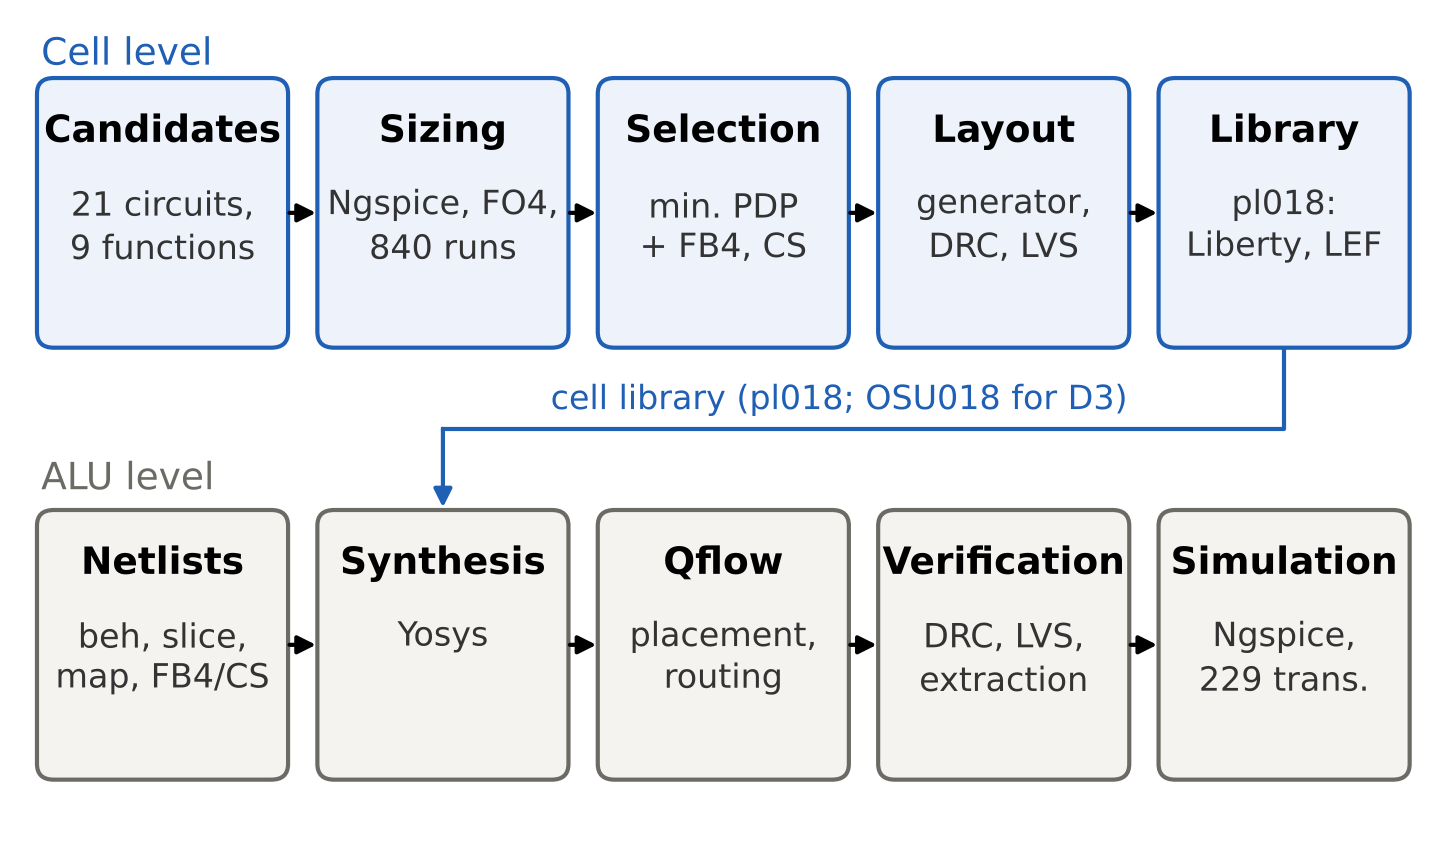 Cell level
Candidates
21 circuits,
9 functions
Sizing
Ngspice, FO4,
840 runs
Selection
min. PDP
+ FB4, CS
Layout
generator,
DRC, LVS
Library
pl018:
Liberty, LEF
cell library (pl018; OSU018 for D3)
ALU level
Netlists
beh, slice,
map, FB4/CS
Synthesis
Yosys
Qflow
placement,
routing
Verification
DRC, LVS,
extraction
Simulation
Ngspice,
229 trans.